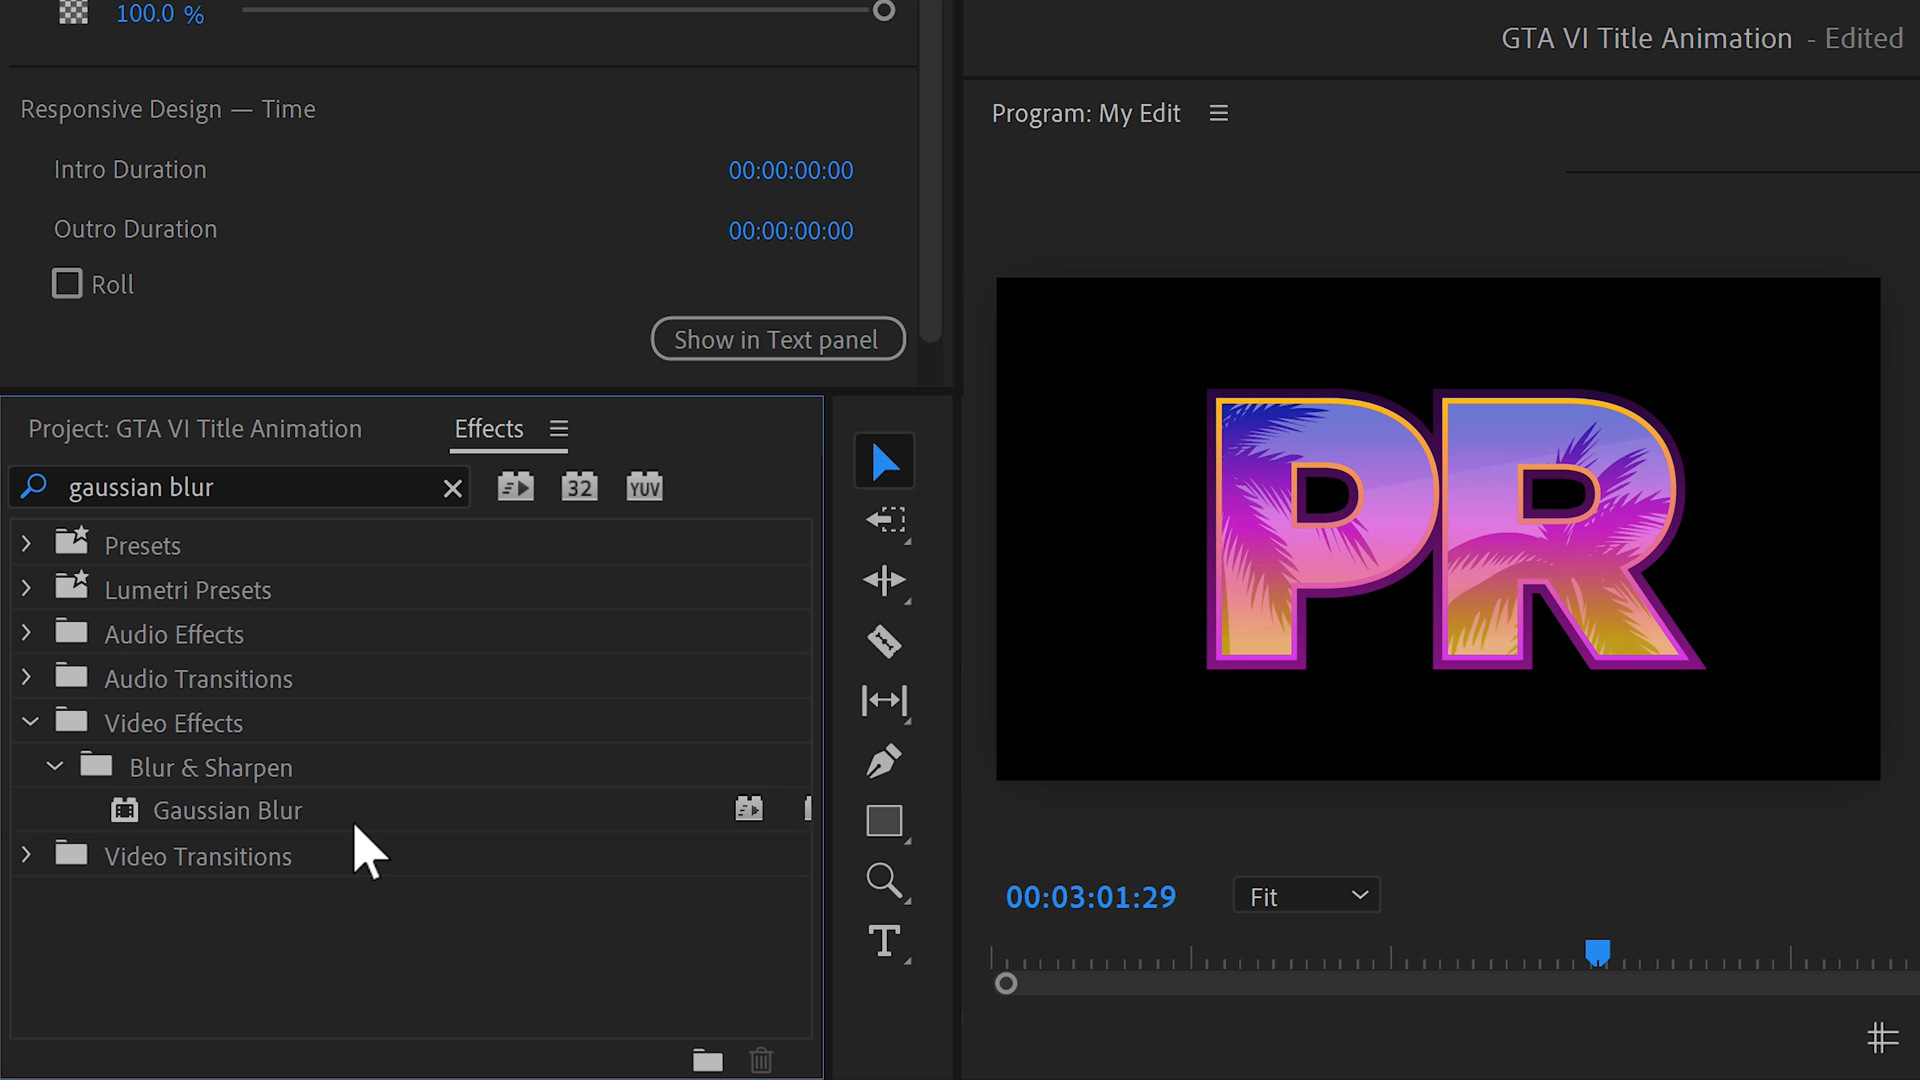 100.0 %
Responsive Design — Time
Intro Duration
00:00:00:00
Outro Duration
00:00:00:00
Roll
Show in Text panel
Project: GTA VI Title Animation
Effects
gaussian blur
32
YUV
Presets
Lumetri Presets
Audio Effects
Audio Transitions
Video Effects
Blur & Sharpen
Gaussian Blur
Video Transitions
T
GTA VI Title Animation - Edited
Program: My Edit
PR
00:03:01:29
Fit